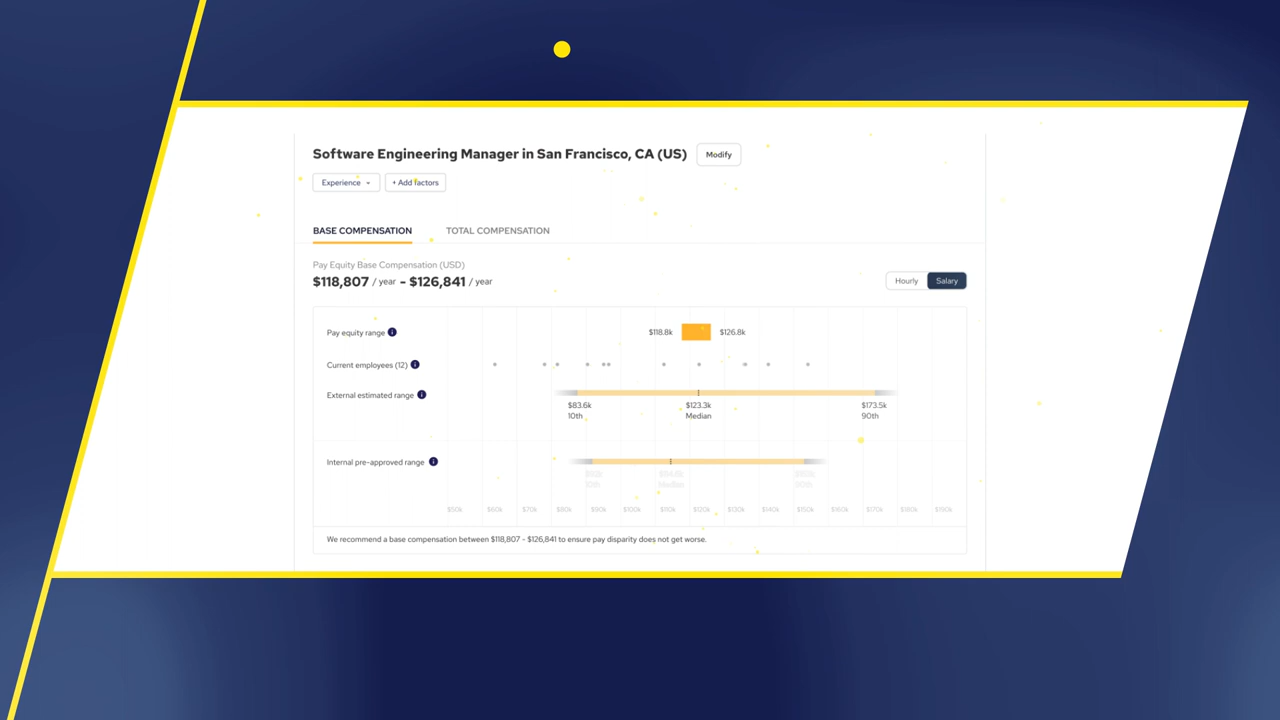 Software Engineering Manager in San Francisco, CA (US) Modify
Experience + Add factors
BASE COMPENSATION TOTAL COMPENSATION
Pay Equity Base Compensation (USD)
$118,807 / year - $126,841 / year Hourly Salary
Pay equity range $118.8k $126.8k
Current employees (12)
External estimated range
$83.6k $123.3k $173.5k
10th Median 90th
Internal pre-approved range
10th Median 90th
$50k $60k $70k $80k $90k $100k $110k $120k $130k $140k $150k $160k $170k $180k $190k
We recommend a base compensation between $118,807 - $126,841 to ensure pay disparity does not get worse.